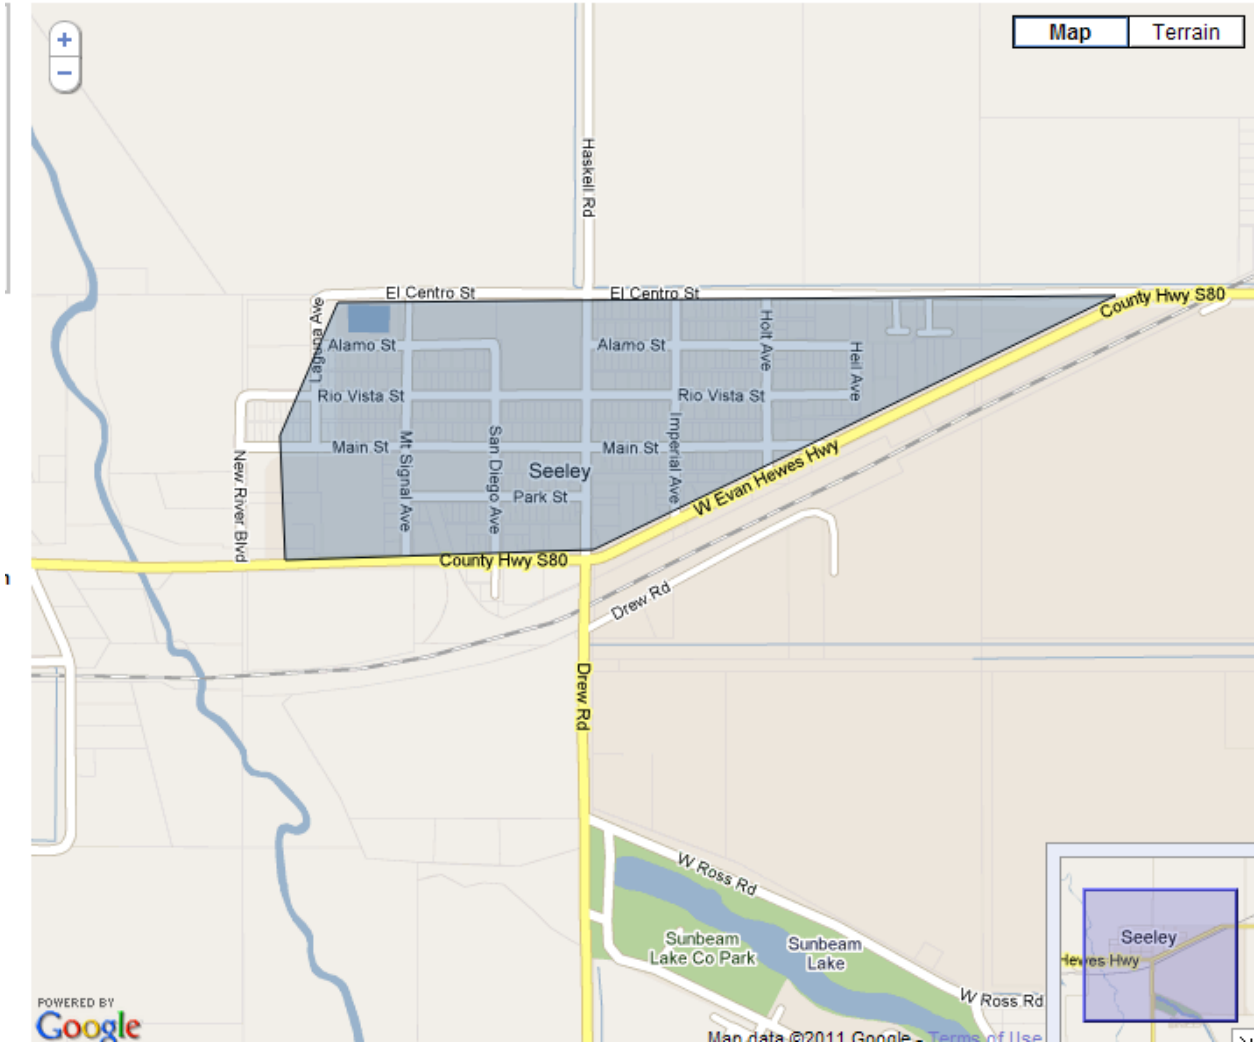 +
−
Map
Terrain
Haskell Rd
El Centro St
El Centro St
County Hwy S80
Laguna Ave
Alamo St
Alamo St
Holt Ave
Heil Ave
Rio Vista St
Rio Vista St
Main St
Main St
Mt Signal Ave
San Diego Ave
Imperial Ave
Seeley
Park St
New River Blvd
W Evan Hewes Hwy
County Hwy S80
Drew Rd
Drew Rd
W Ross Rd
Sunbeam
Lake Co Park
Sunbeam
Lake
W Ross Rd
Seeley
Hewes Hwy
POWERED BY
Google
Map data ©2011 Google - Terms of Use